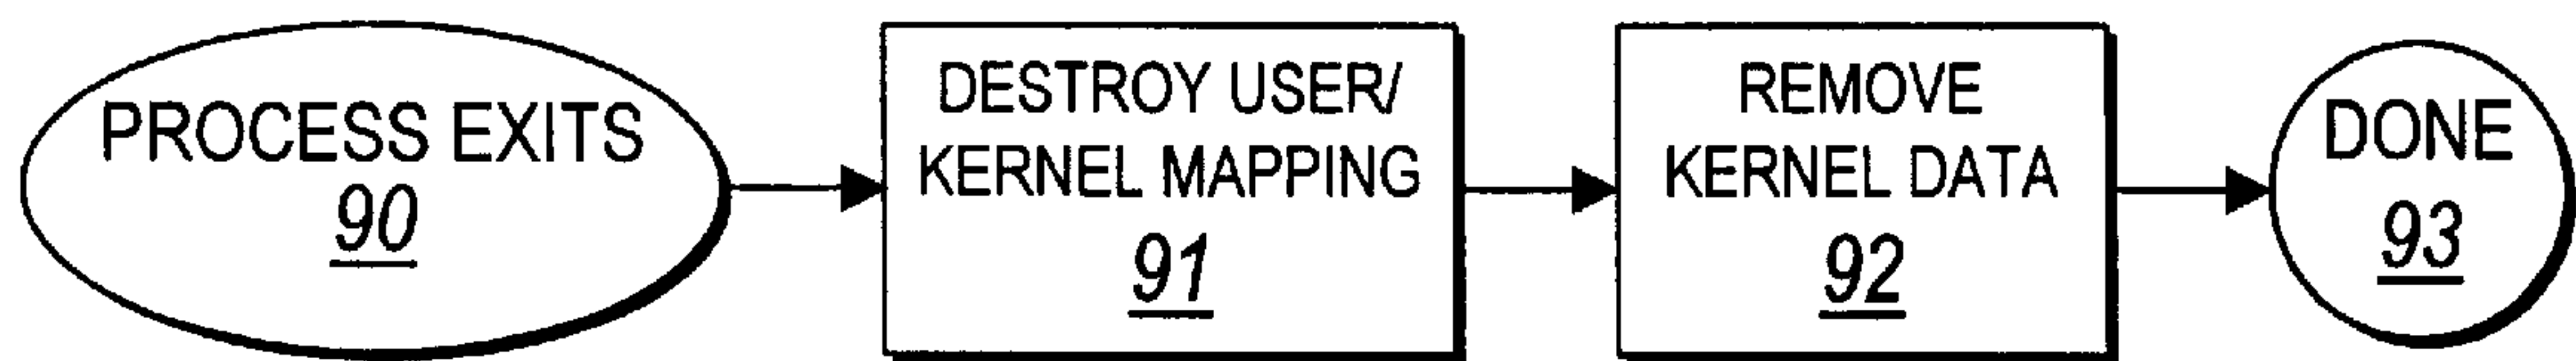 PROCESS EXITS
90
DESTROY USER/
KERNEL MAPPING
91
REMOVE
KERNEL DATA
92
DONE
93